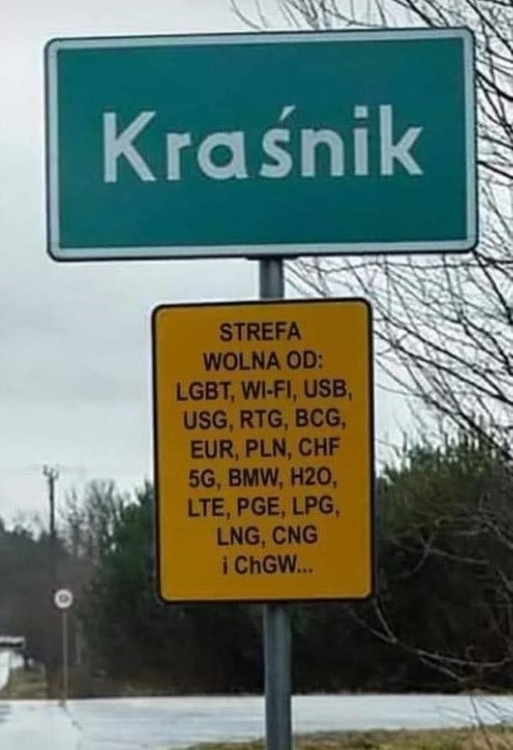 Kraśnik
STREFA
WOLNA OD:
LGBT, WI-FI, USB,
USG, RTG, BCG,
EUR, PLN, CHF
5G, BMW, H2O,
LTE, PGE, LPG,
LNG, CNG
i ChGW...